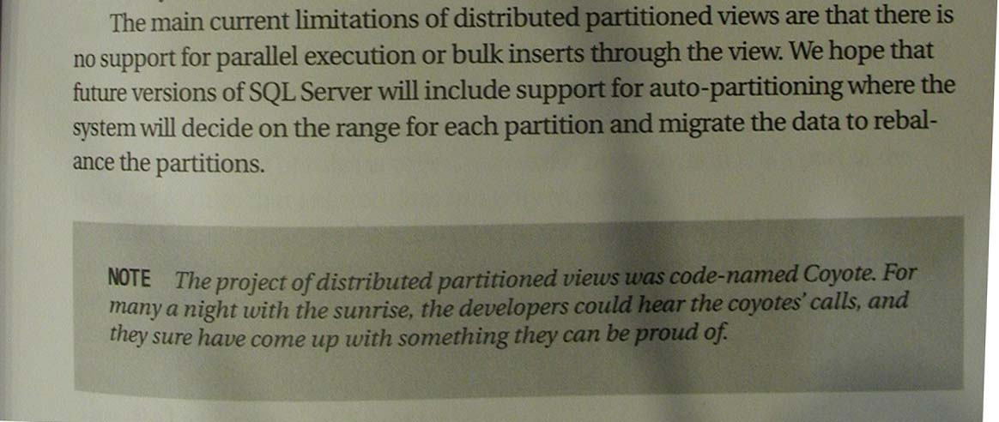 The main current limitations of distributed partitioned views are that there is
no support for parallel execution or bulk inserts through the view. We hope that
future versions of SQL Server will include support for auto-partitioning where the
system will decide on the range for each partition and migrate the data to rebal-
ance the partitions.
NOTE The project of distributed partitioned views was code-named Coyote. For
many a night with the sunrise, the developers could hear the coyotes' calls, and
they sure have come up with something they can be proud of.